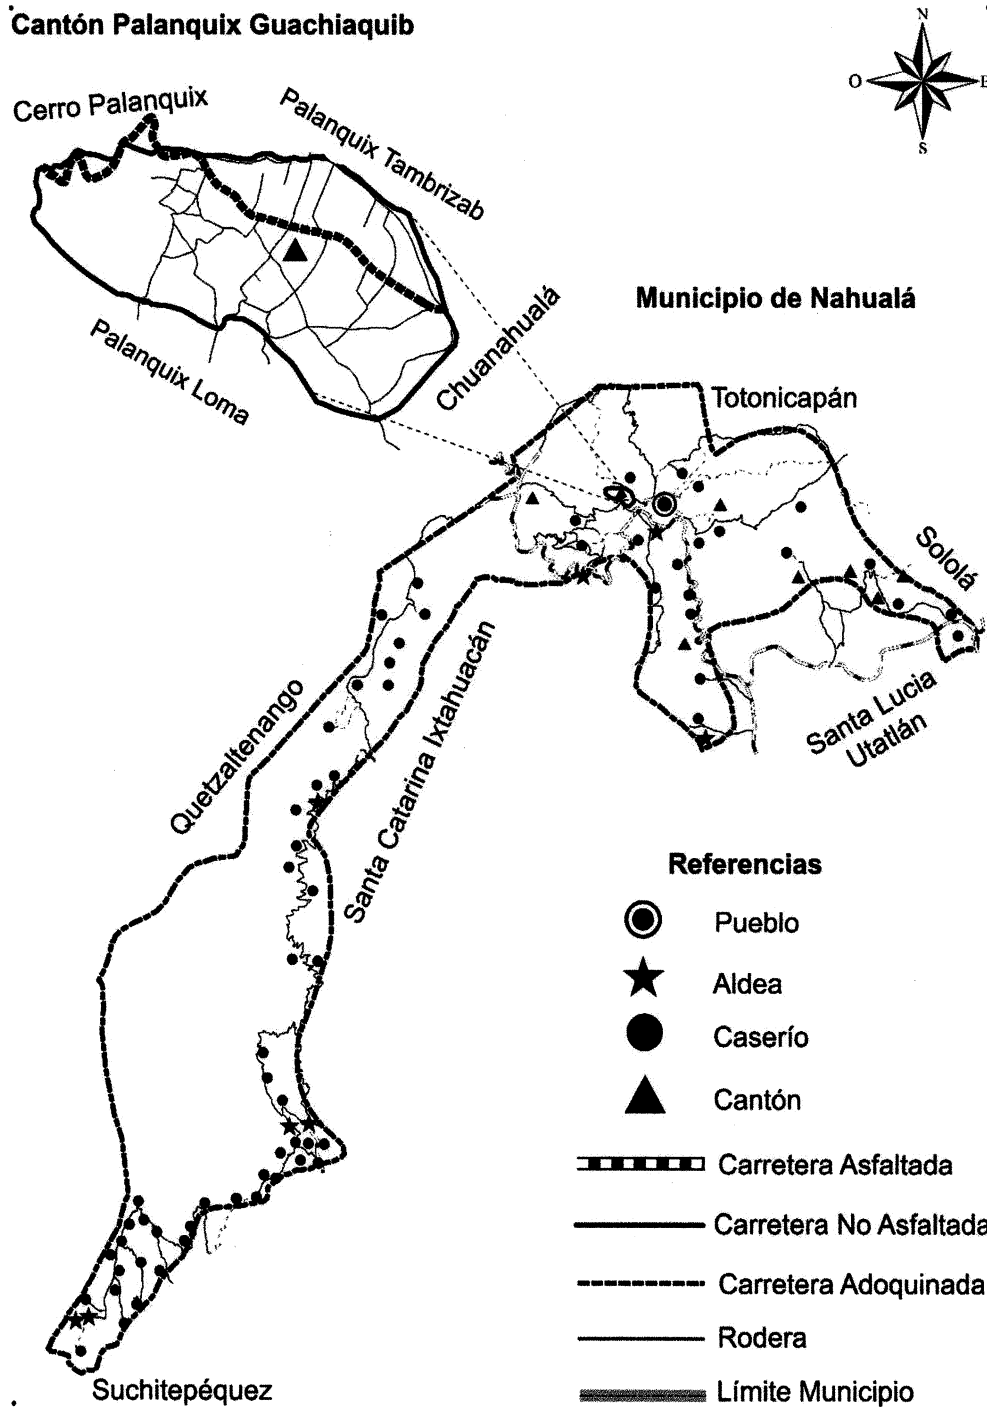 Cantón Palanquix Guachiaquib
N
O
E
S
Cerro Palanquix
Palanquix Tambrizab
Palanquix Loma
Chuanahualá
Municipio de Nahualá
Totonicapán
Sololá
Santa Lucia
Utatlán
Santa Catarina Ixtahuacán
Quetzaltenango
Suchitepéquez
Referencias
Pueblo
Aldea
Caserío
Cantón
Carretera Asfaltada
Carretera No Asfaltada
Carretera Adoquinada
Rodera
Límite Municipio